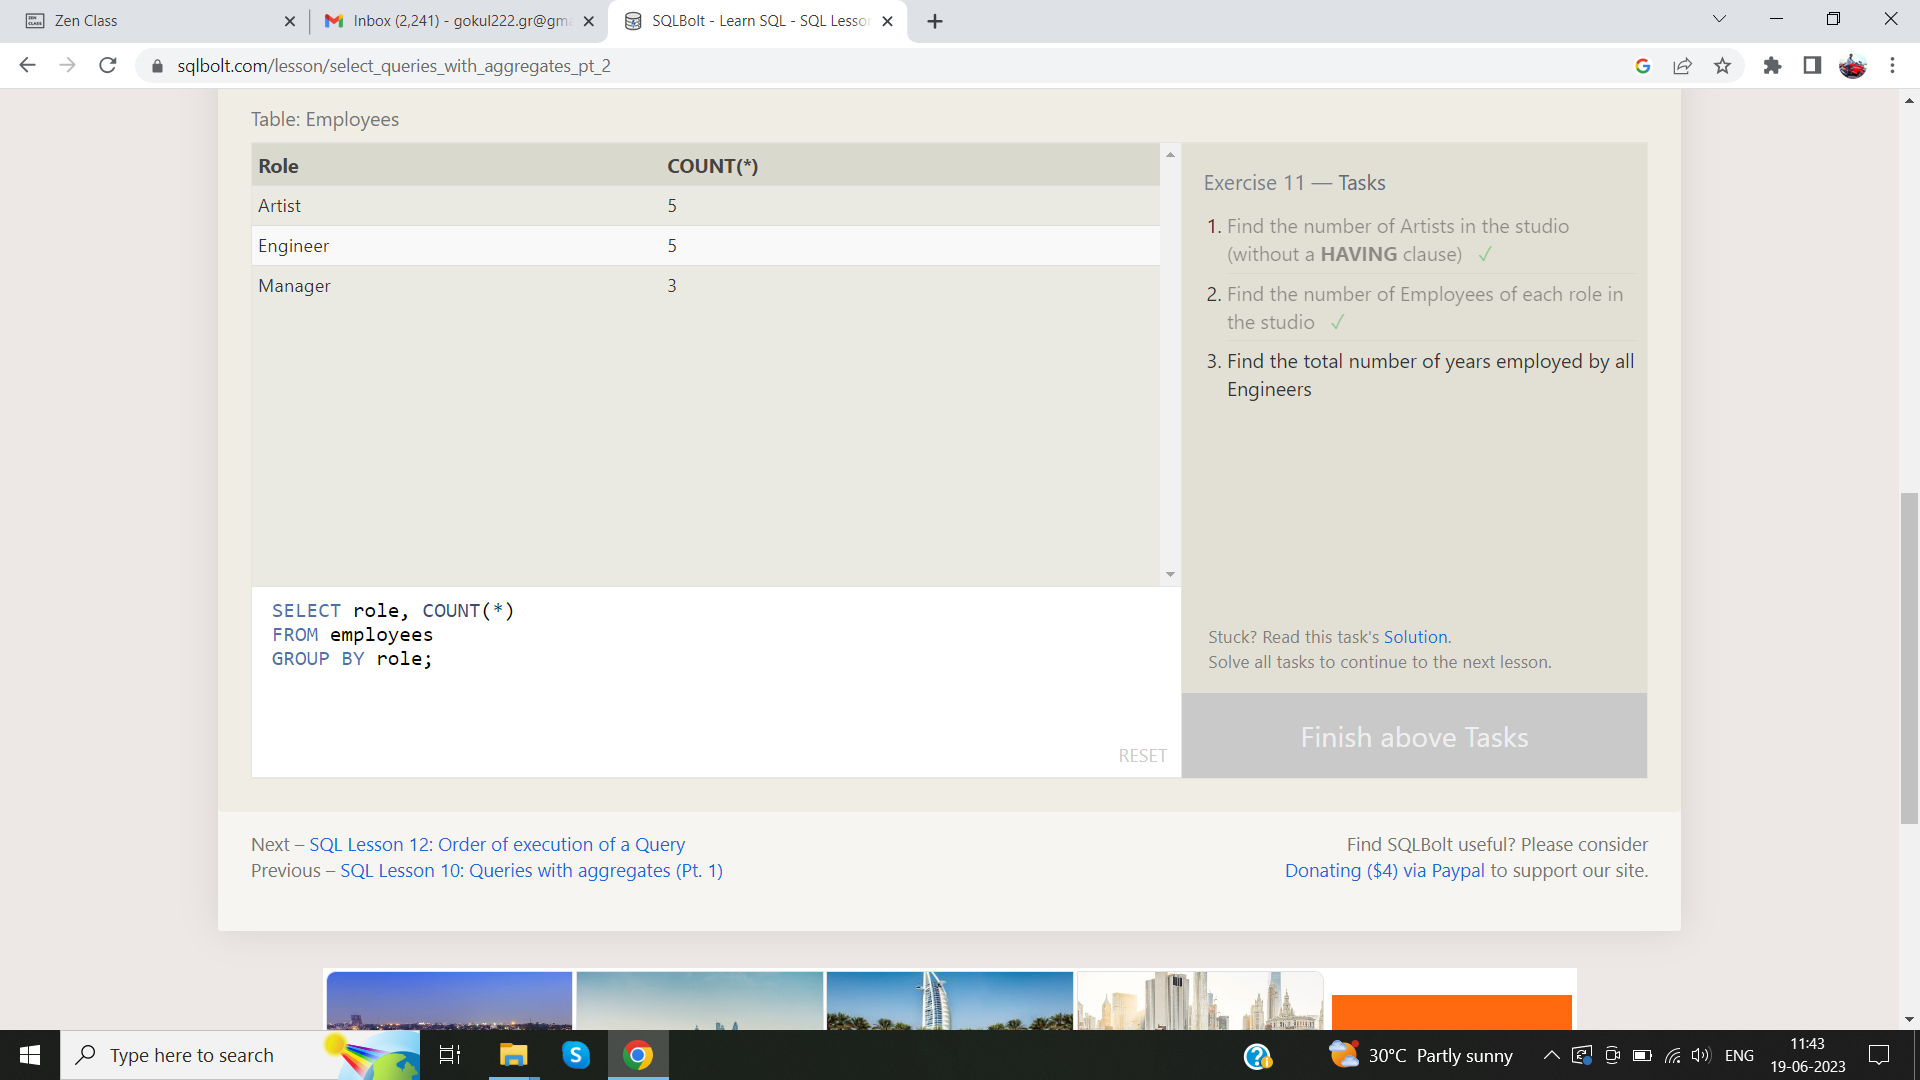 Zen Class
Inbox (2,241) - gokul222.gr@gma
SQLBolt - Learn SQL - SQL Lesson
sqlbolt.com/lesson/select_queries_with_aggregates_pt_2
Table: Employees
Role COUNT(*)
Artist 5
Engineer 5
Manager 3
Exercise 11 — Tasks
1. Find the number of Artists in the studio
(without a HAVING clause) ✓
2. Find the number of Employees of each role in
the studio ✓
3. Find the total number of years employed by all
Engineers
SELECT role, COUNT(*)
FROM employees
GROUP BY role;
RESET
Stuck? Read this task's Solution.
Solve all tasks to continue to the next lesson.
Finish above Tasks
Next – SQL Lesson 12: Order of execution of a Query
Previous – SQL Lesson 10: Queries with aggregates (Pt. 1)
Find SQLBolt useful? Please consider
Donating ($4) via Paypal to support our site.
Type here to search
30°C Partly sunny
ENG
11:43
19-06-2023